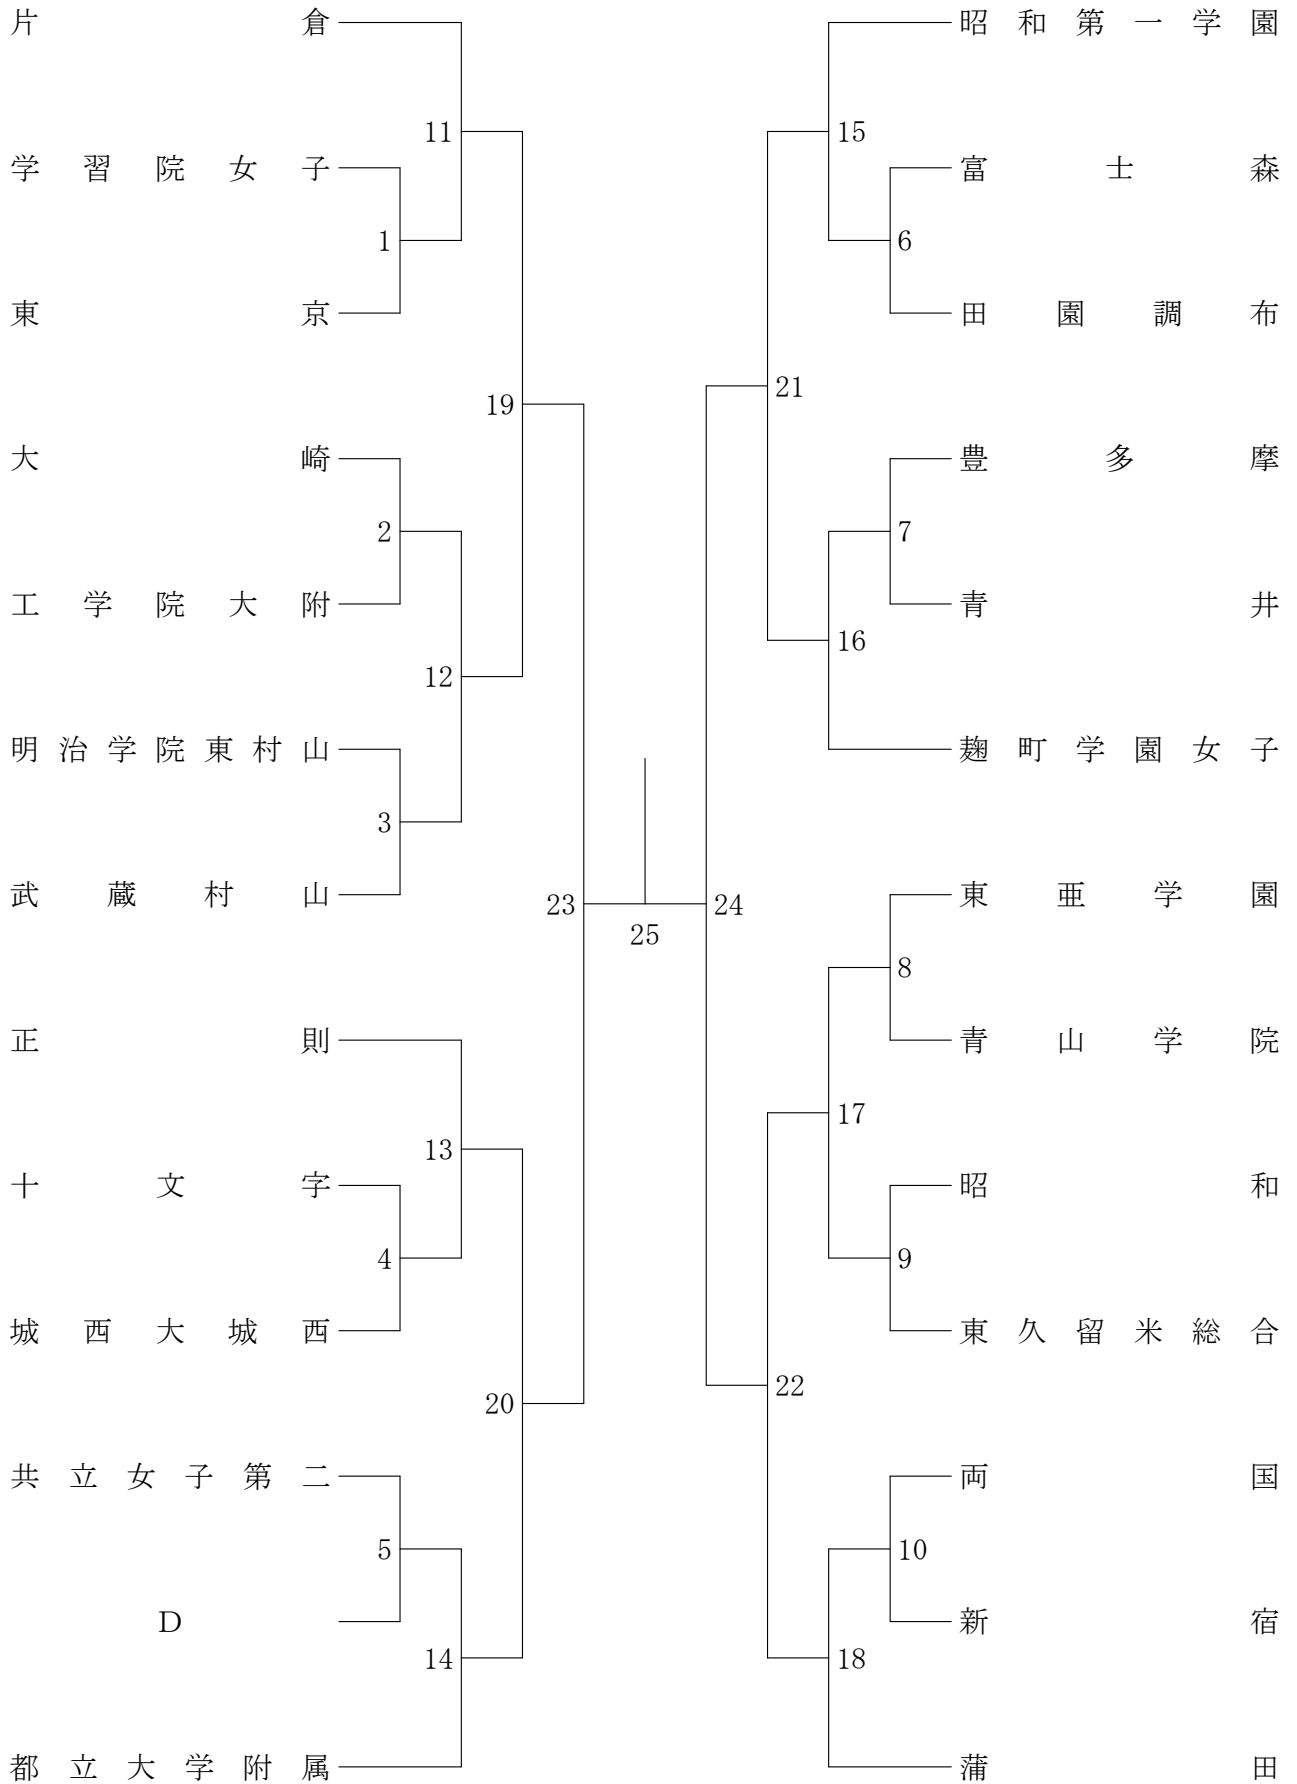 片倉
学習院女子
東京
大崎
工学院大附
明治学院東村山
武蔵村山
正則
十文字
城西大城西
共立女子第二
D
都立大学附属
11
1
19
2
12
3
23
13
4
20
5
14
25
昭和第一学園
富士森
田園調布
豊多摩
青井
麹町学園女子
東亜学園
青山学院
昭和
東久留米総合
両国
新宿
蒲田
15
6
21
7
16
24
8
17
9
22
10
18